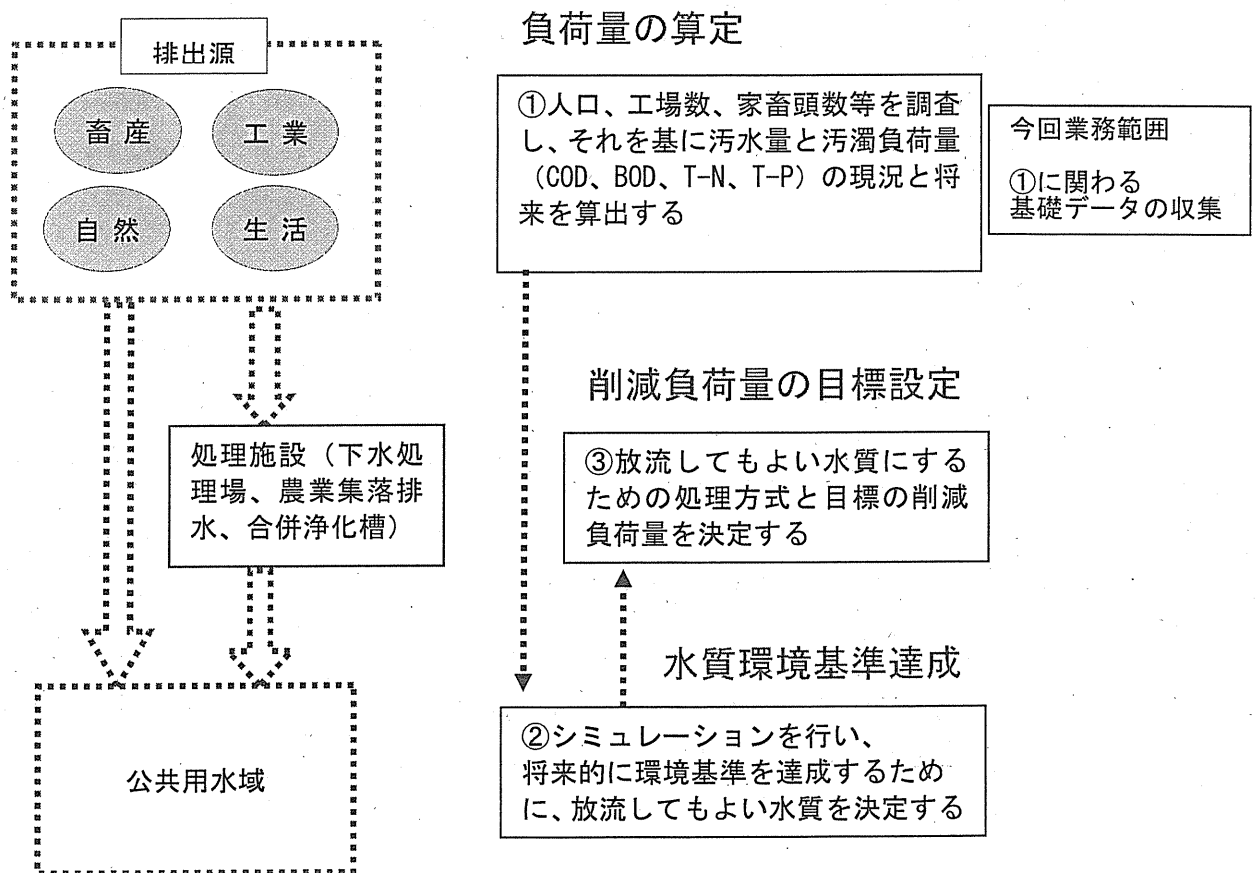 排出源
畜産
工業
自然
生活
処理施設（下水処
理場、農業集落排
水、合併浄化槽）
公共用水域
負荷量の算定
①人口、工場数、家畜頭数等を調査
し、それを基に汚水量と汚濁負荷量
（COD、BOD、T-N、T-P）の現況と将
来を算出する
今回業務範囲
①に関わる
基礎データの収集
削減負荷量の目標設定
③放流してもよい水質にする
ための処理方式と目標の削減
負荷量を決定する
水質環境基準達成
②シミュレーションを行い、
将来的に環境基準を達成するため
に、放流してもよい水質を決定する